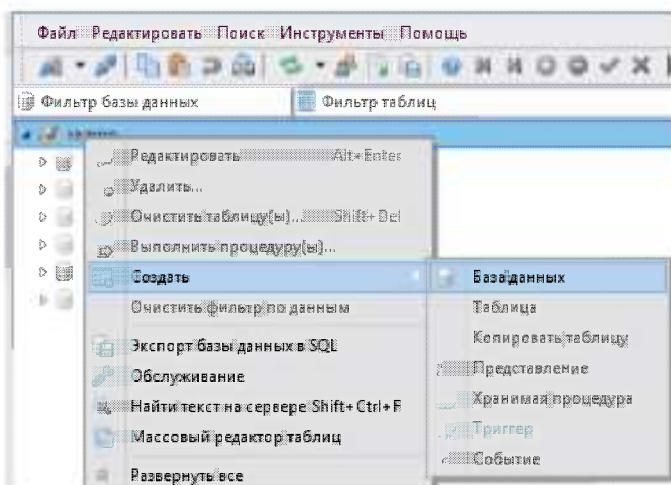 Файл Редактировать Поиск Инструменты Помощь
Фильтр базы данных Фильтр таблиц
Редактировать Alt+Enter
Удалить...
Очистить таблицу(ы)... Shift+Del
Выполнить процедуру(ы)...
Создать
Очистить фильтр по данным
Экспорт базы данных в SQL
Обслуживание
Найти текст на сервере Shift+Ctrl+F
Массовый редактор таблиц
Развернуть все
База данных
Таблица
Копировать таблицу
Представление
Хранимая процедура
Триггер
Событие